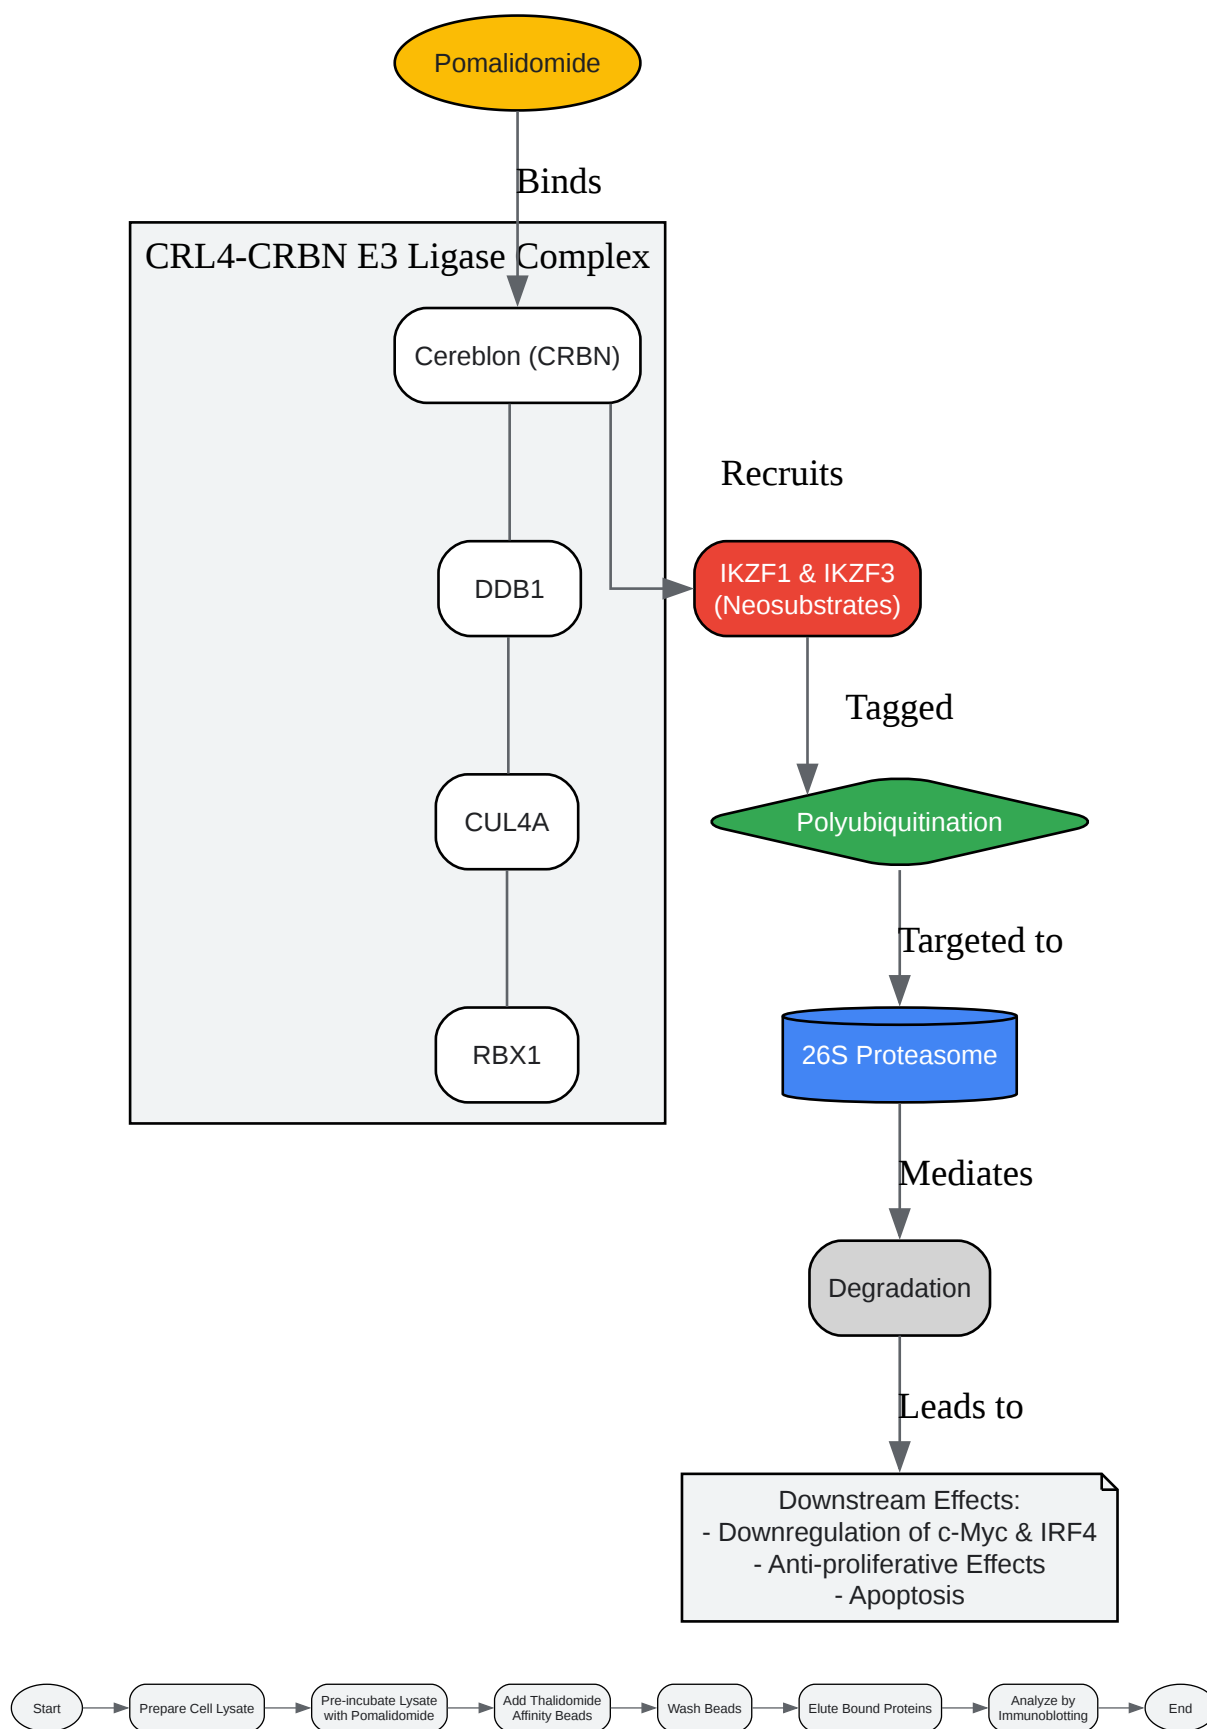 Pomalidomide
Binds
CRL4-CRBN E3 Ligase Complex
Cereblon (CRBN)
Recruits
DDB1
IKZF1 & IKZF3
(Neosubstrates)
Tagged
CUL4A
Polyubiquitination
Targeted to
RBX1
26S Proteasome
Mediates
Degradation
Leads to
Downstream Effects:
- Downregulation of c-Myc & IRF4
- Anti-proliferative Effects
- Apoptosis
Start
Prepare Cell Lysate
Pre-incubate Lysate
with Pomalidomide
Add Thalidomide
Affinity Beads
Wash Beads
Elute Bound Proteins
Analyze by
Immunoblotting
End